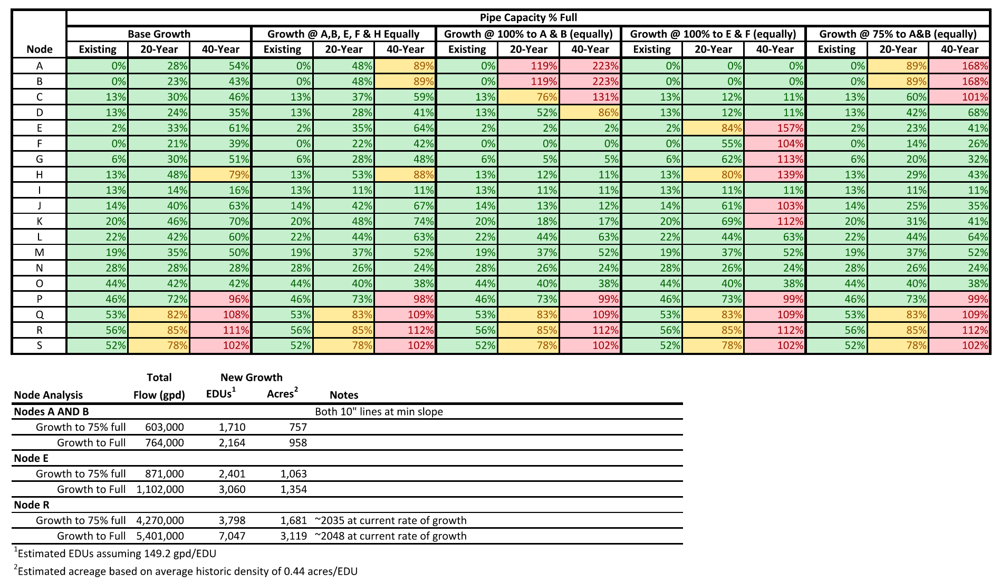 Pipe Capacity % Full
Base Growth Growth @ A,B, E, F & H Equally Growth @ 100% to A & B (equally) Growth @ 100% to E & F (equally) Growth @ 75% to A&B (equally)
Node Existing 20-Year 40-Year Existing 20-Year 40-Year Existing 20-Year 40-Year Existing 20-Year 40-Year Existing 20-Year 40-Year
A 0% 28% 54% 0% 48% 89% 0% 119% 223% 0% 0% 0% 0% 89% 168%
B 0% 23% 43% 0% 48% 89% 0% 119% 223% 0% 0% 0% 0% 89% 168%
C 13% 30% 46% 13% 37% 59% 13% 76% 131% 13% 12% 11% 13% 60% 101%
D 13% 24% 35% 13% 28% 41% 13% 52% 86% 13% 12% 11% 13% 42% 68%
E 2% 33% 61% 2% 35% 64% 2% 2% 2% 2% 84% 157% 2% 23% 41%
F 0% 21% 39% 0% 22% 42% 0% 0% 0% 0% 55% 104% 0% 14% 26%
G 6% 30% 51% 6% 28% 48% 6% 5% 5% 6% 62% 113% 6% 20% 32%
H 13% 48% 79% 13% 53% 88% 13% 12% 11% 13% 80% 139% 13% 29% 43%
I 13% 14% 16% 13% 11% 11% 13% 11% 11% 13% 11% 11% 13% 11% 11%
J 14% 40% 63% 14% 42% 67% 14% 13% 12% 14% 61% 103% 14% 25% 35%
K 20% 46% 70% 20% 48% 74% 20% 18% 17% 20% 69% 112% 20% 31% 41%
L 22% 42% 60% 22% 44% 63% 22% 44% 63% 22% 44% 63% 22% 44% 64%
M 19% 35% 50% 19% 37% 52% 19% 37% 52% 19% 37% 52% 19% 37% 52%
N 28% 28% 28% 28% 26% 24% 28% 26% 24% 28% 26% 24% 28% 26% 24%
O 44% 42% 42% 44% 40% 38% 44% 40% 38% 44% 40% 38% 44% 40% 38%
P 46% 72% 96% 46% 73% 98% 46% 73% 99% 46% 73% 99% 46% 73% 99%
Q 53% 82% 108% 53% 83% 109% 53% 83% 109% 53% 83% 109% 53% 83% 109%
R 56% 85% 111% 56% 85% 112% 56% 85% 112% 56% 85% 112% 56% 85% 112%
S 52% 78% 102% 52% 78% 102% 52% 78% 102% 52% 78% 102% 52% 78% 102%
Total New Growth
Node Analysis Flow (gpd) EDUs¹ Acres² Notes
Nodes A AND B Both 10" lines at min slope
Growth to 75% full 603,000 1,710 757
Growth to Full 764,000 2,164 958
Node E
Growth to 75% full 871,000 2,401 1,063
Growth to Full 1,102,000 3,060 1,354
Node R
Growth to 75% full 4,270,000 3,798 1,681 ~2035 at current rate of growth
Growth to Full 5,401,000 7,047 3,119 ~2048 at current rate of growth
¹Estimated EDUs assuming 149.2 gpd/EDU
²Estimated acreage based on average historic density of 0.44 acres/EDU